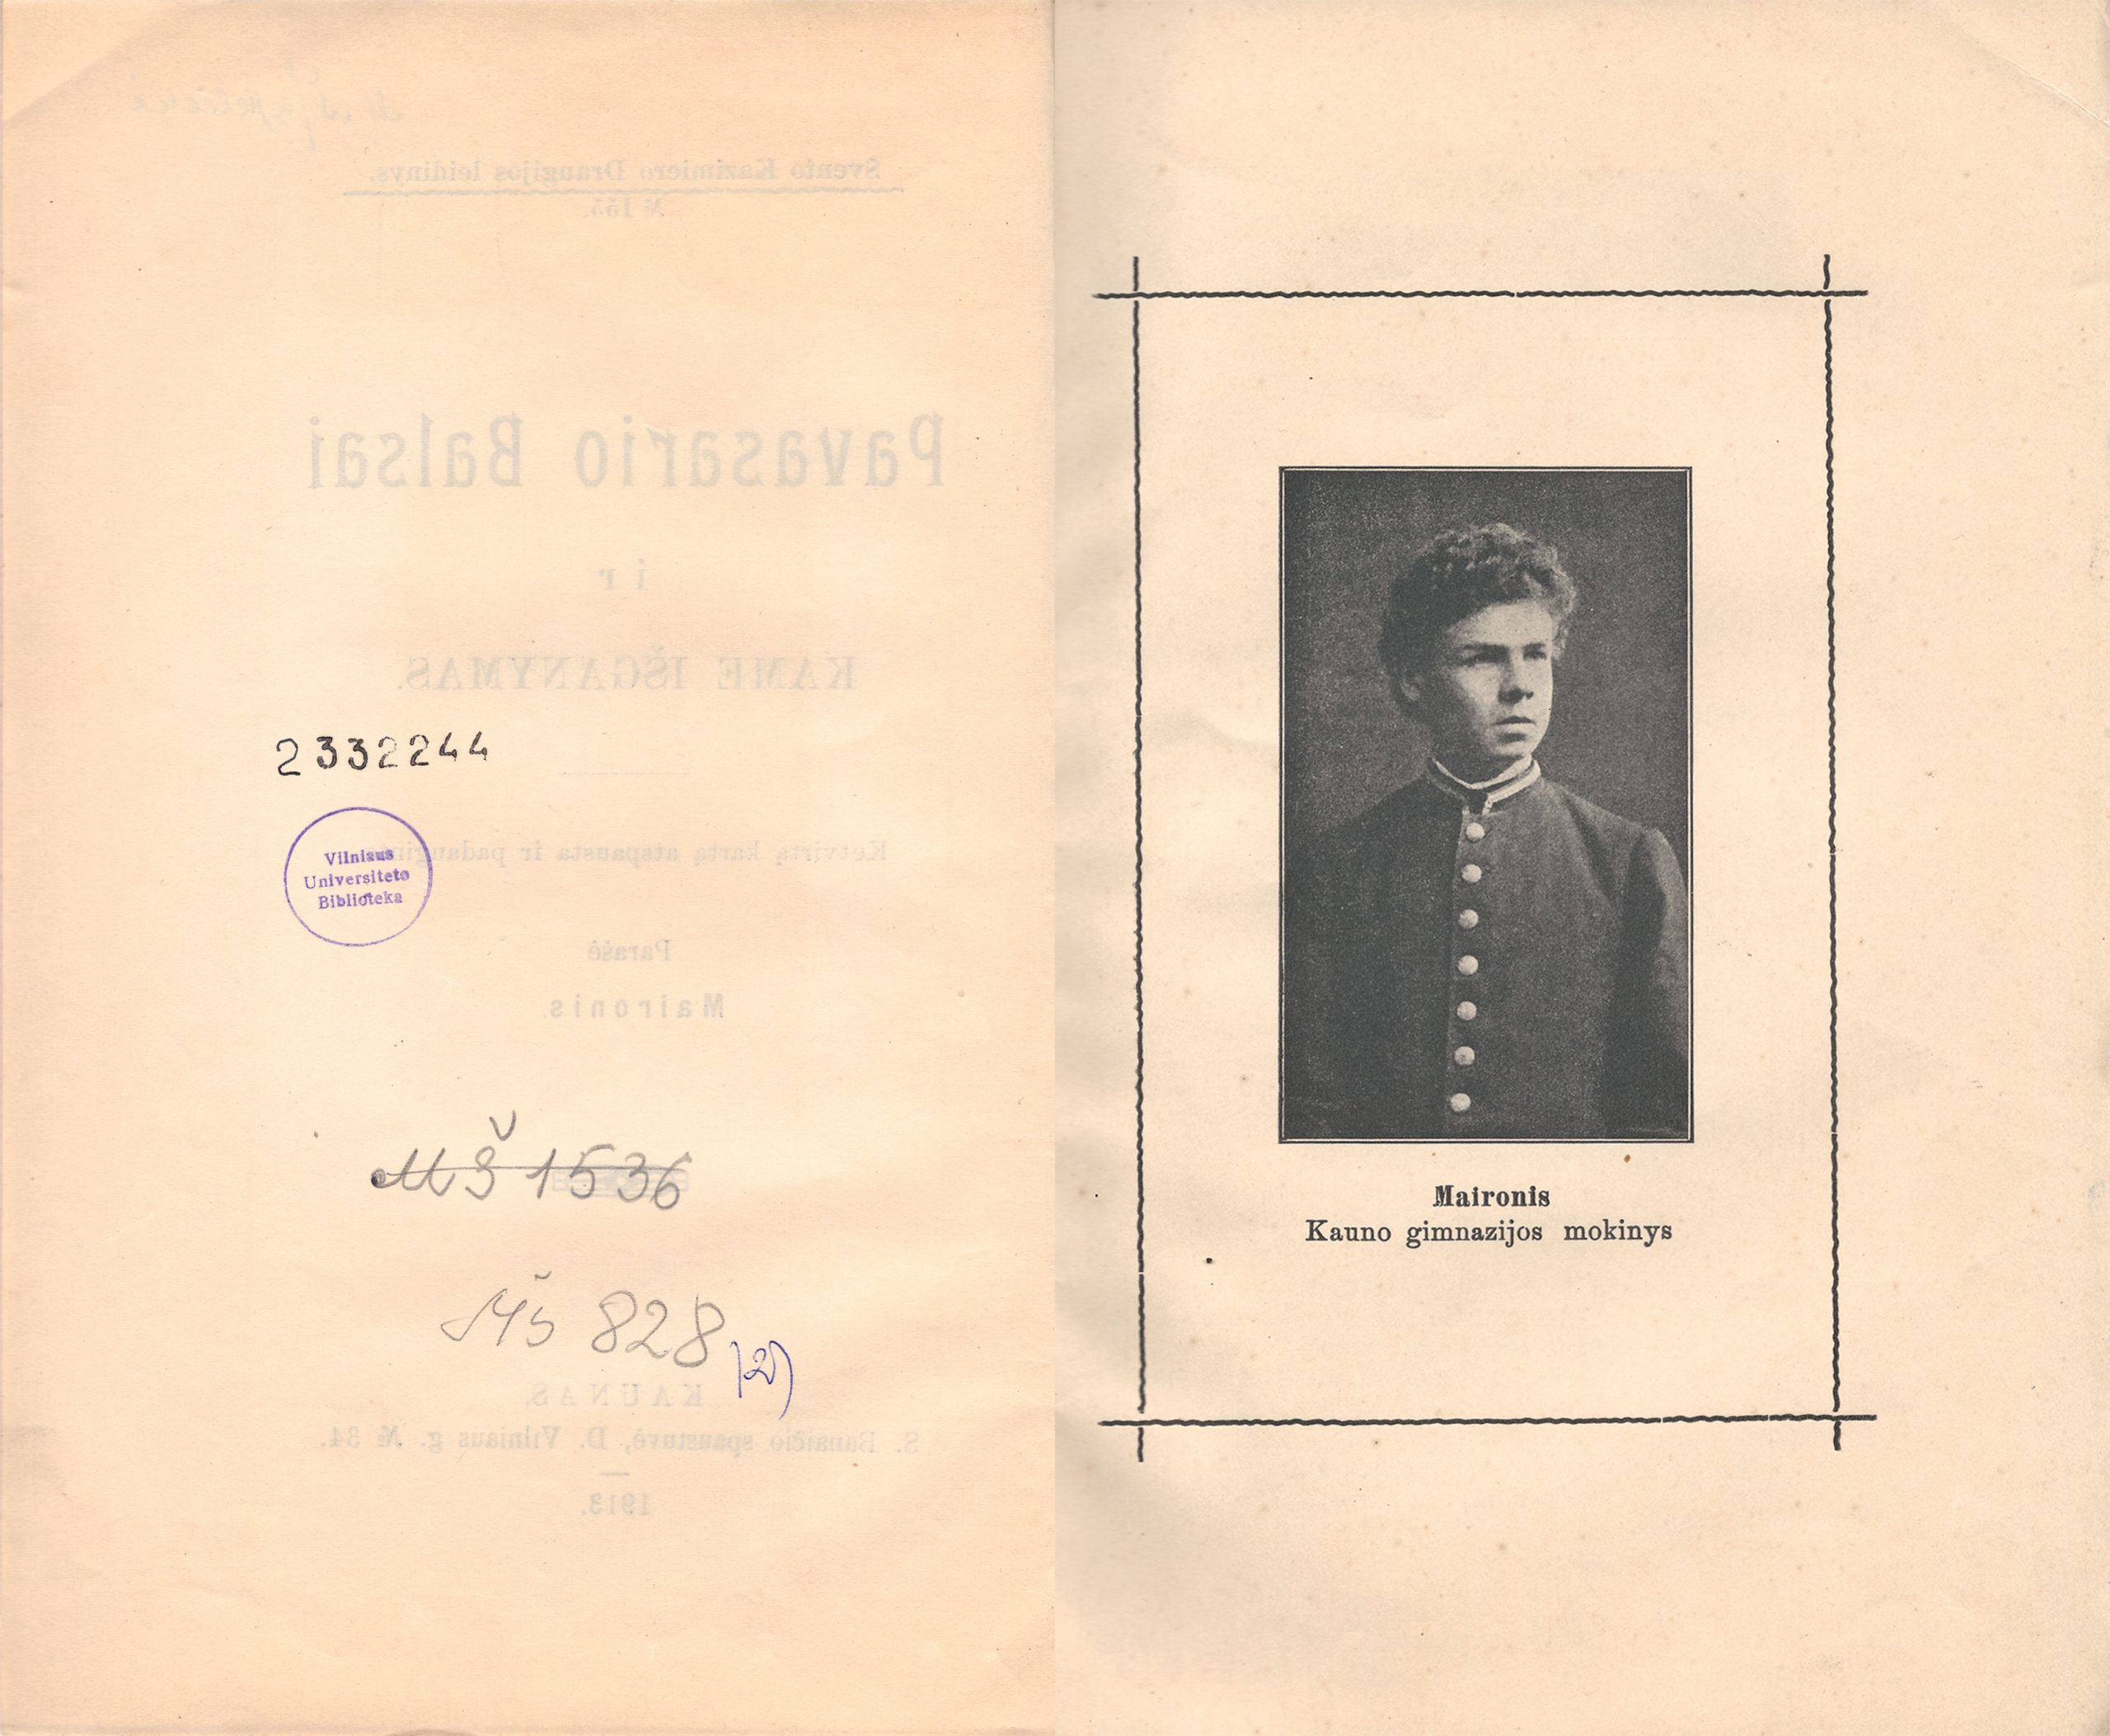 Švento Kazimiero Draugijos leidinys.
№ 155.
Pavasario Balsai
ir
KAME IŠGANYMAS.
2332244
Vilniaus
Universiteto
Biblioteka
Ketvirtą kartą atspausta ir padauginta
Parašė
Maironis.
MŠ 1536
MŠ 828
(2)
KAUNAS,
S. Banaičio spaustuvė, D. Vilniaus g. № 34.
1913.
Maironis
Kauno gimnazijos mokinys